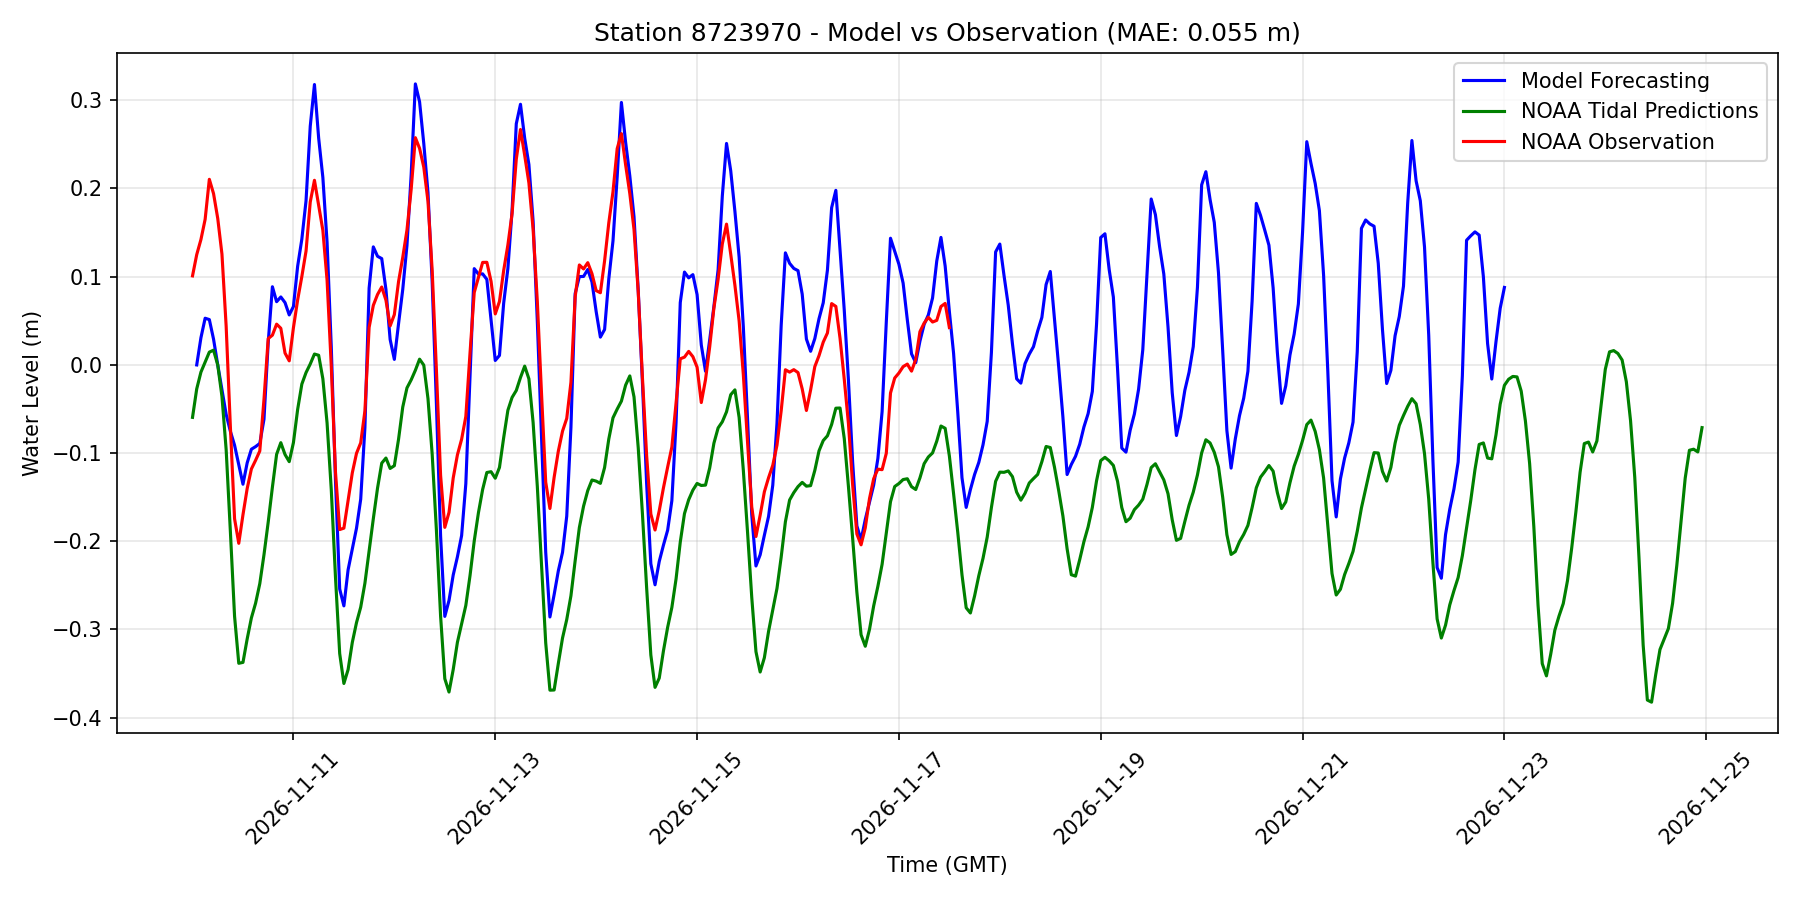 Station 8723970 - Model vs Observation (MAE: 0.055 m)
Model Forecasting
NOAA Tidal Predictions
NOAA Observation
Water Level (m)
0.3
0.2
0.1
0.0
−0.1
−0.2
−0.3
−0.4
2026-11-11
2026-11-13
2026-11-15
2026-11-17
2026-11-19
2026-11-21
2026-11-23
2026-11-25
Time (GMT)